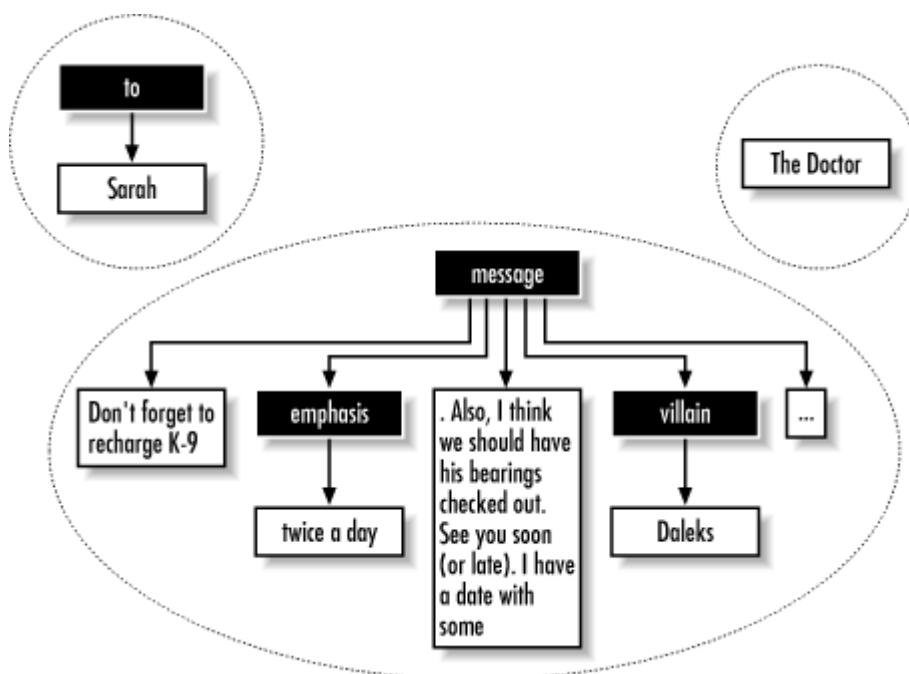 to
Sarah
The Doctor
message
Don't forget to
recharge K-9
emphasis
twice a day
. Also, I think
we should have
his bearings
checked out.
See you soon
(or late). I have
a date with
some
villain
Daleks
...